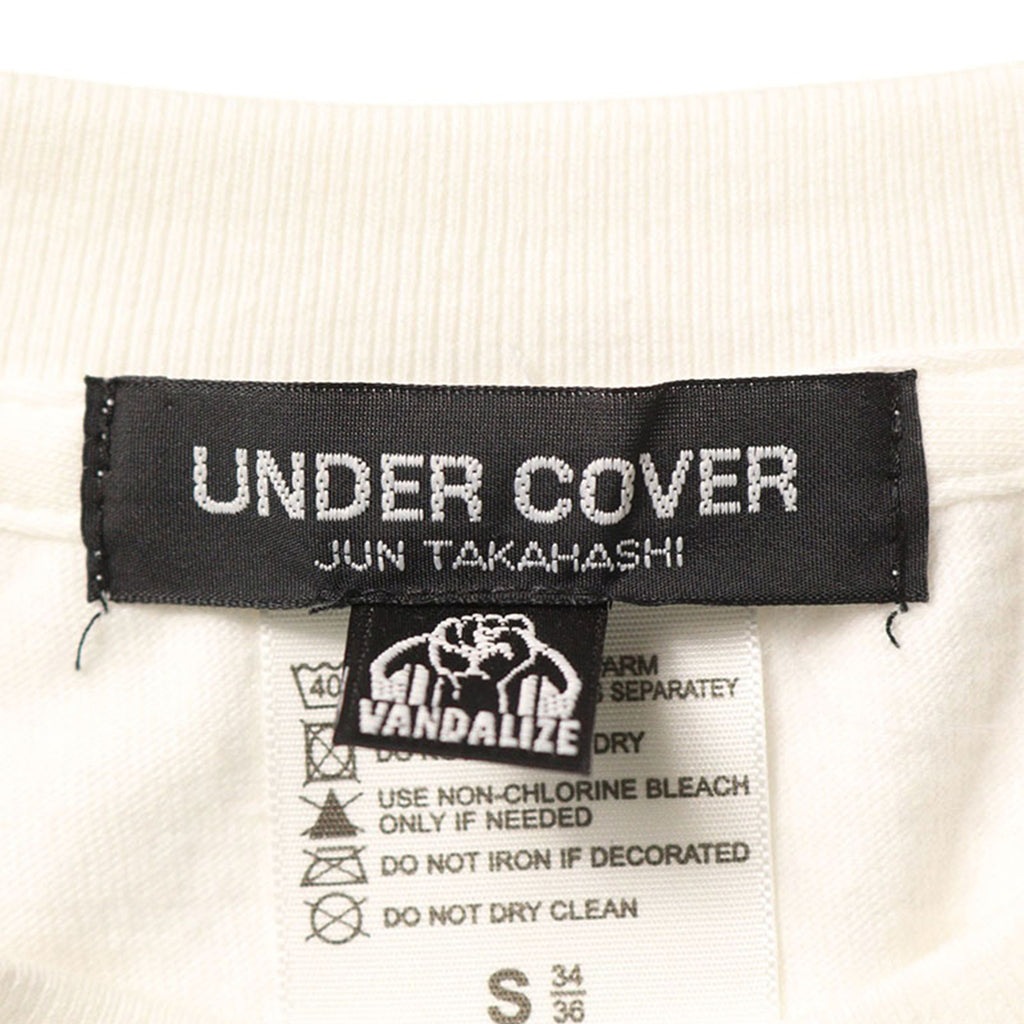 UNDER COVER
JUN TAKAHASHI
VANDALIZE
40
ARM
SEPARATEY
DRY
USE NON-CHLORINE BLEACH
ONLY IF NEEDED
DO NOT IRON IF DECORATED
DO NOT DRY CLEAN
S 34
36